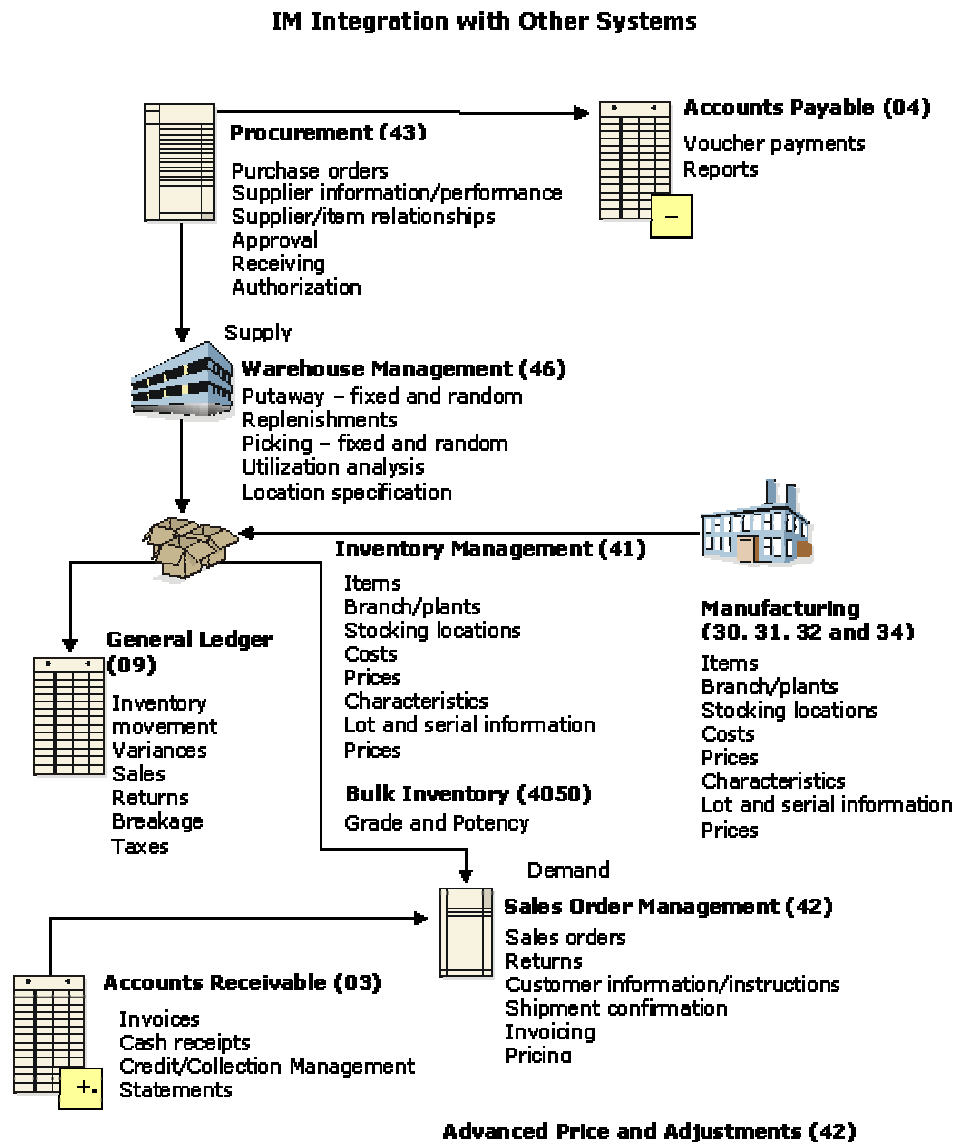 IM Integration with Other Systems
Procurement (43)
Purchase orders
Supplier information/performance
Supplier/item relationships
Approval
Receiving
Authorization
Accounts Payable (04)
Voucher payments
Reports
–
Supply
Warehouse Management (46)
Putaway – fixed and random
Replenishments
Picking – fixed and random
Utilization analysis
Location specification
Inventory Management (41)
Items
Branch/plants
Stocking locations
Costs
Prices
Characteristics
Lot and serial information
Prices
Bulk Inventory (4050)
Grade and Potency
Manufacturing
(30. 31. 32 and 34)
Items
Branch/plants
Stocking locations
Costs
Prices
Characteristics
Lot and serial information
Prices
General Ledger
(09)
Inventory
movement
Variances
Sales
Returns
Breakage
Taxes
Demand
Sales Order Management (42)
Sales orders
Returns
Customer information/instructions
Shipment confirmation
Invoicing
Pricing
Accounts Receivable (03)
Invoices
Cash receipts
Credit/Collection Management
Statements
+.
Advanced Price and Adjustments (42)